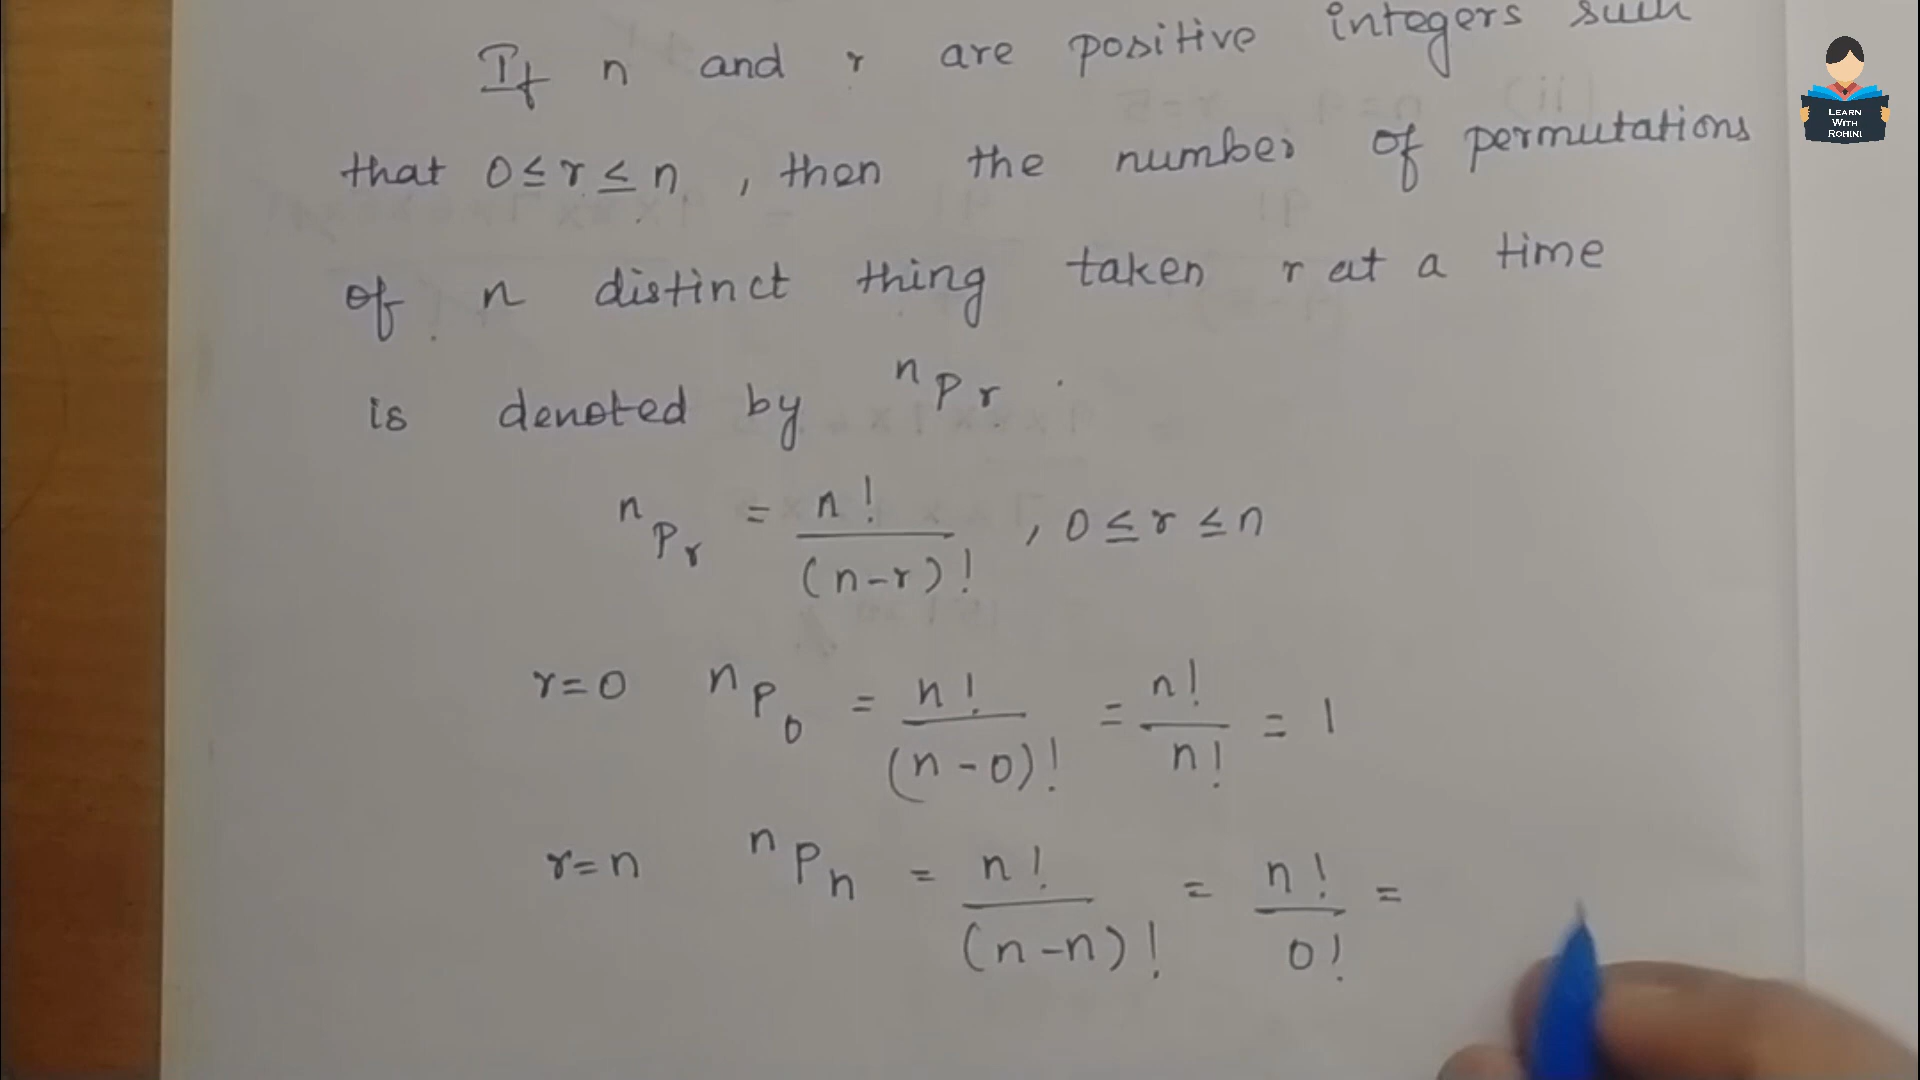 If n and r are positive integers such
that 0≤r≤n , then the number of permutations
of n distinct thing taken r at a time
is denoted by ⁿPr .
ⁿPr = n! / (n-r)! , 0≤r≤n
r=0 ⁿP₀ = n! / (n-0)! = n! / n! = 1
r=n ⁿPₙ = n! / (n-n)! = n! / 0! =
LEARN
WITH
ROHINI